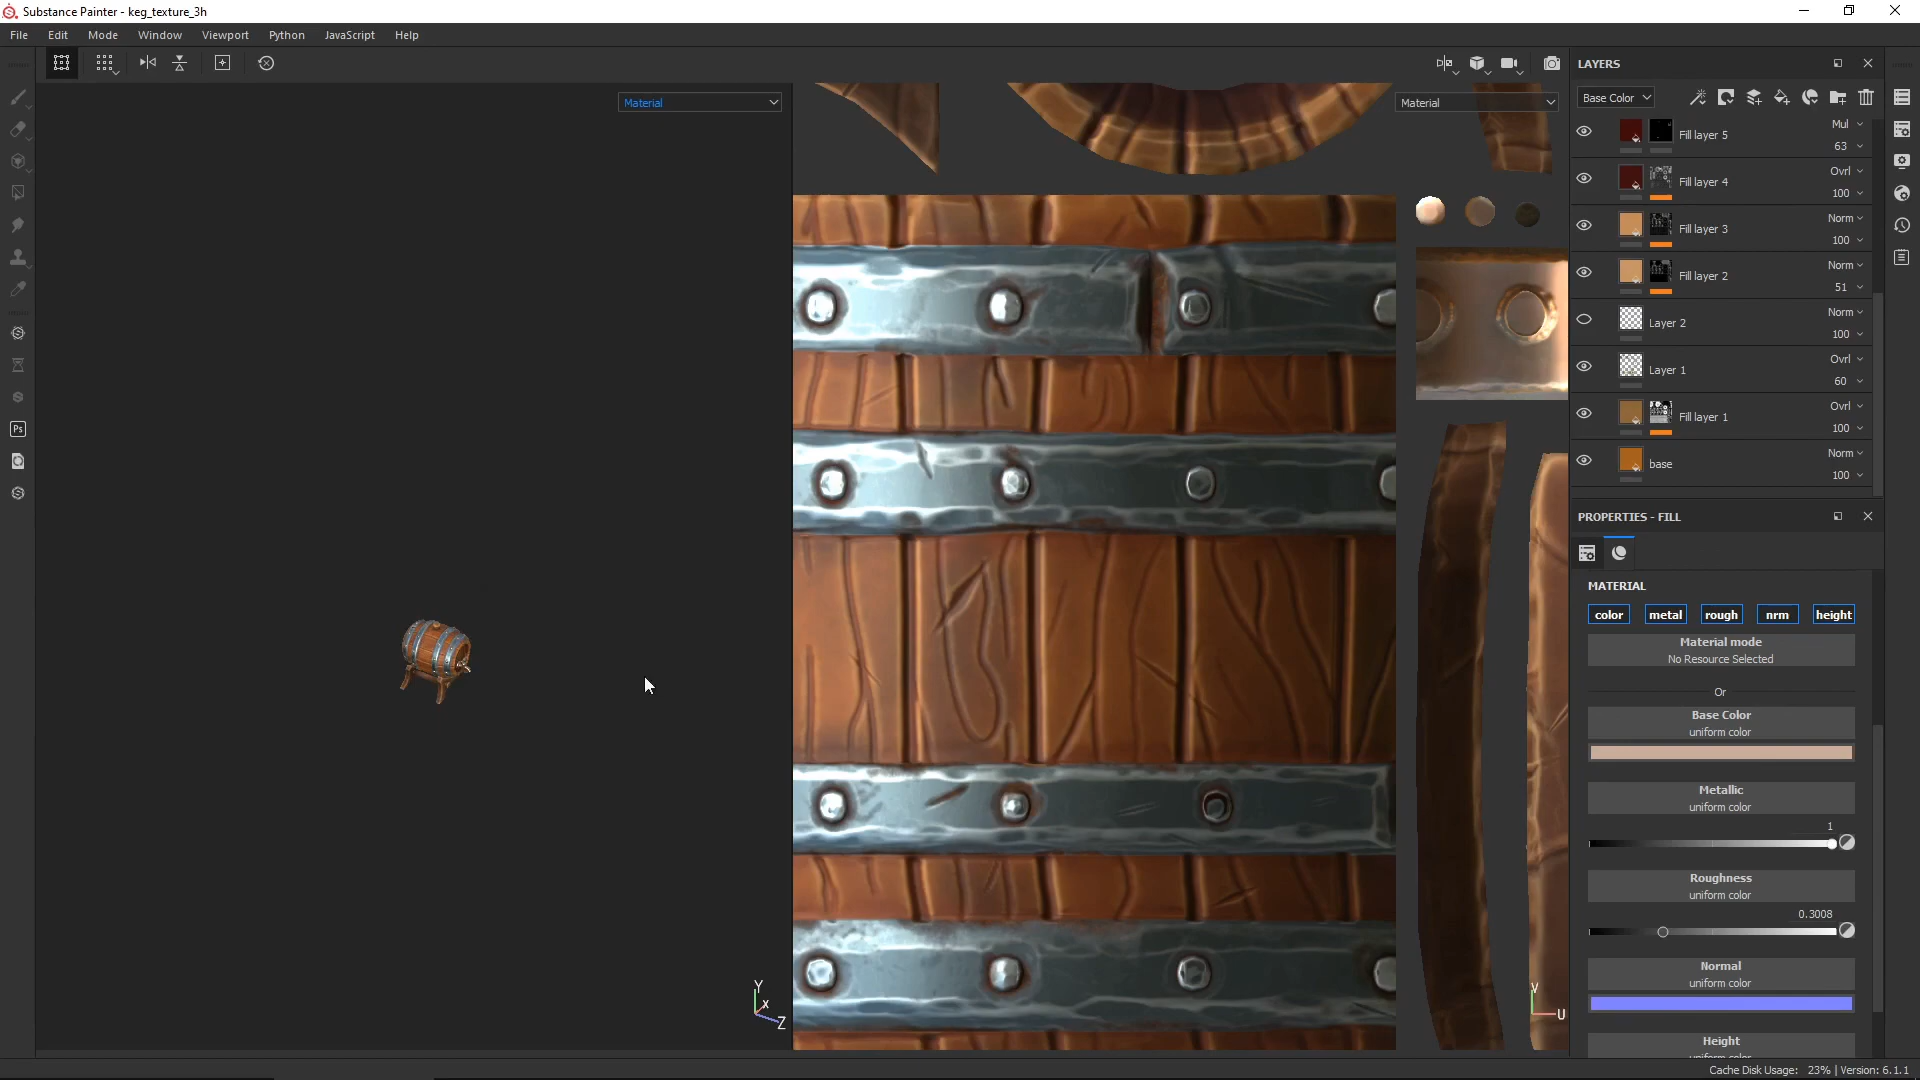 Substance Painter - keg_texture_3h
File Edit Mode Window Viewport Python JavaScript Help
Material
Material
LAYERS
Base Color
Fill layer 5
Mul
63
Fill layer 4
Ovrl
100
Fill layer 3
Norm
100
Fill layer 2
Norm
51
Layer 2
Norm
100
Layer 1
Ovrl
60
Fill layer 1
Ovrl
100
base
Norm
100
PROPERTIES - FILL
MATERIAL
color metal rough nrm height
Material mode
No Resource Selected
Or
Base Color
uniform color
Metallic
uniform color
1
Roughness
uniform color
0.3008
Normal
uniform color
Height
uniform color
Ps
Y
X
Z
V
U
Cache Disk Usage: 23% | Version: 6.1.1